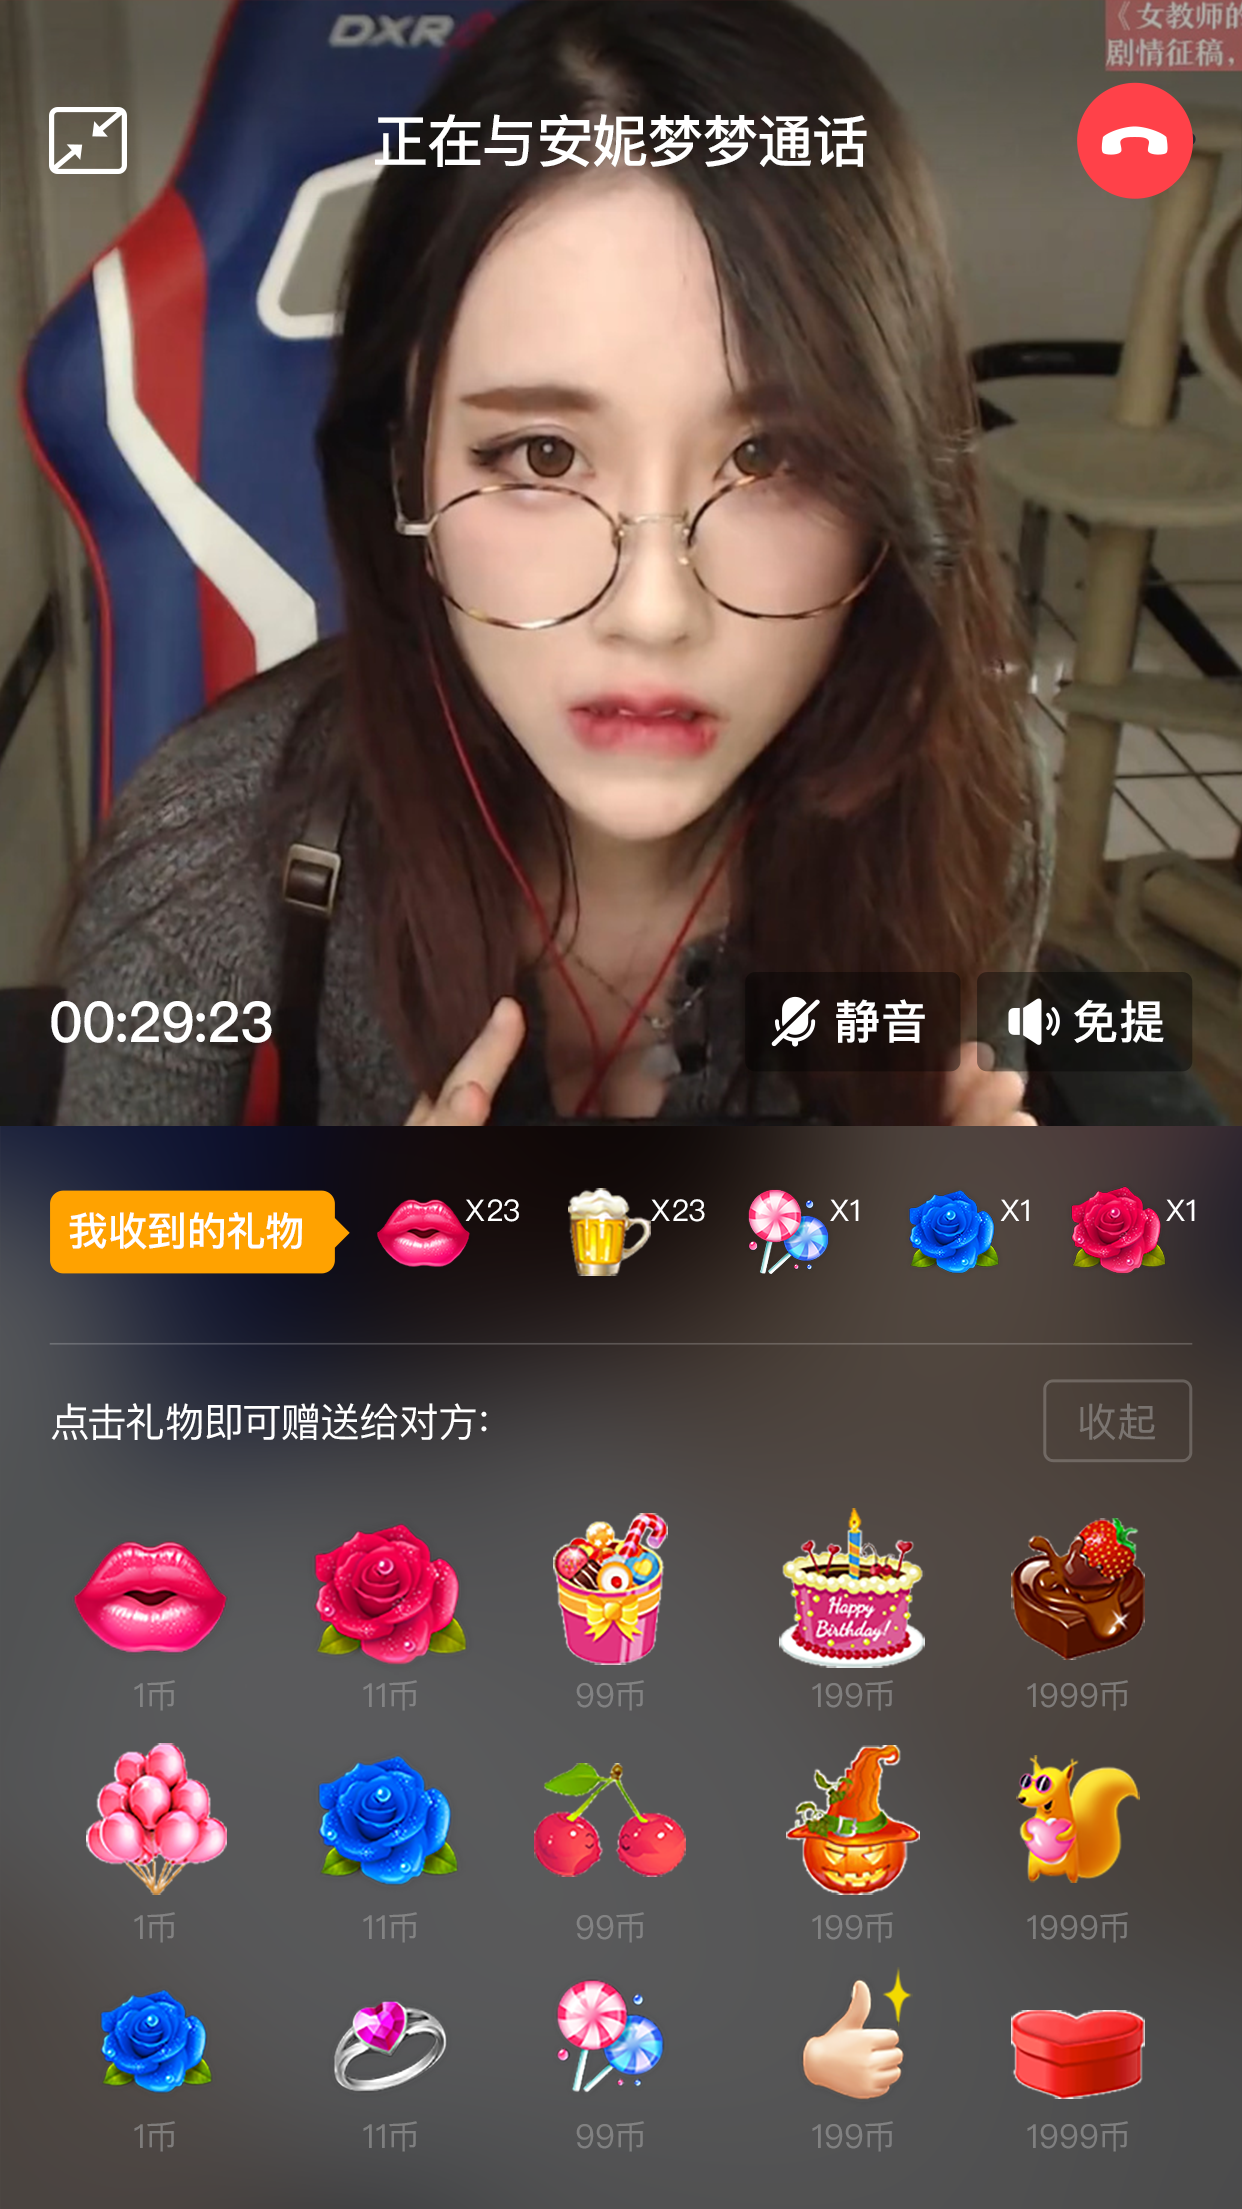 DXR
《女教师的
剧情征稿，
正在与安妮梦梦通话
00:29:23
静音
免提
我收到的礼物
X23
X23
X1
X1
X1
点击礼物即可赠送给对方：
收起
Happy
Birthday!
1币
11币
99币
199币
1999币
1币
11币
99币
199币
1999币
1币
11币
99币
199币
1999币